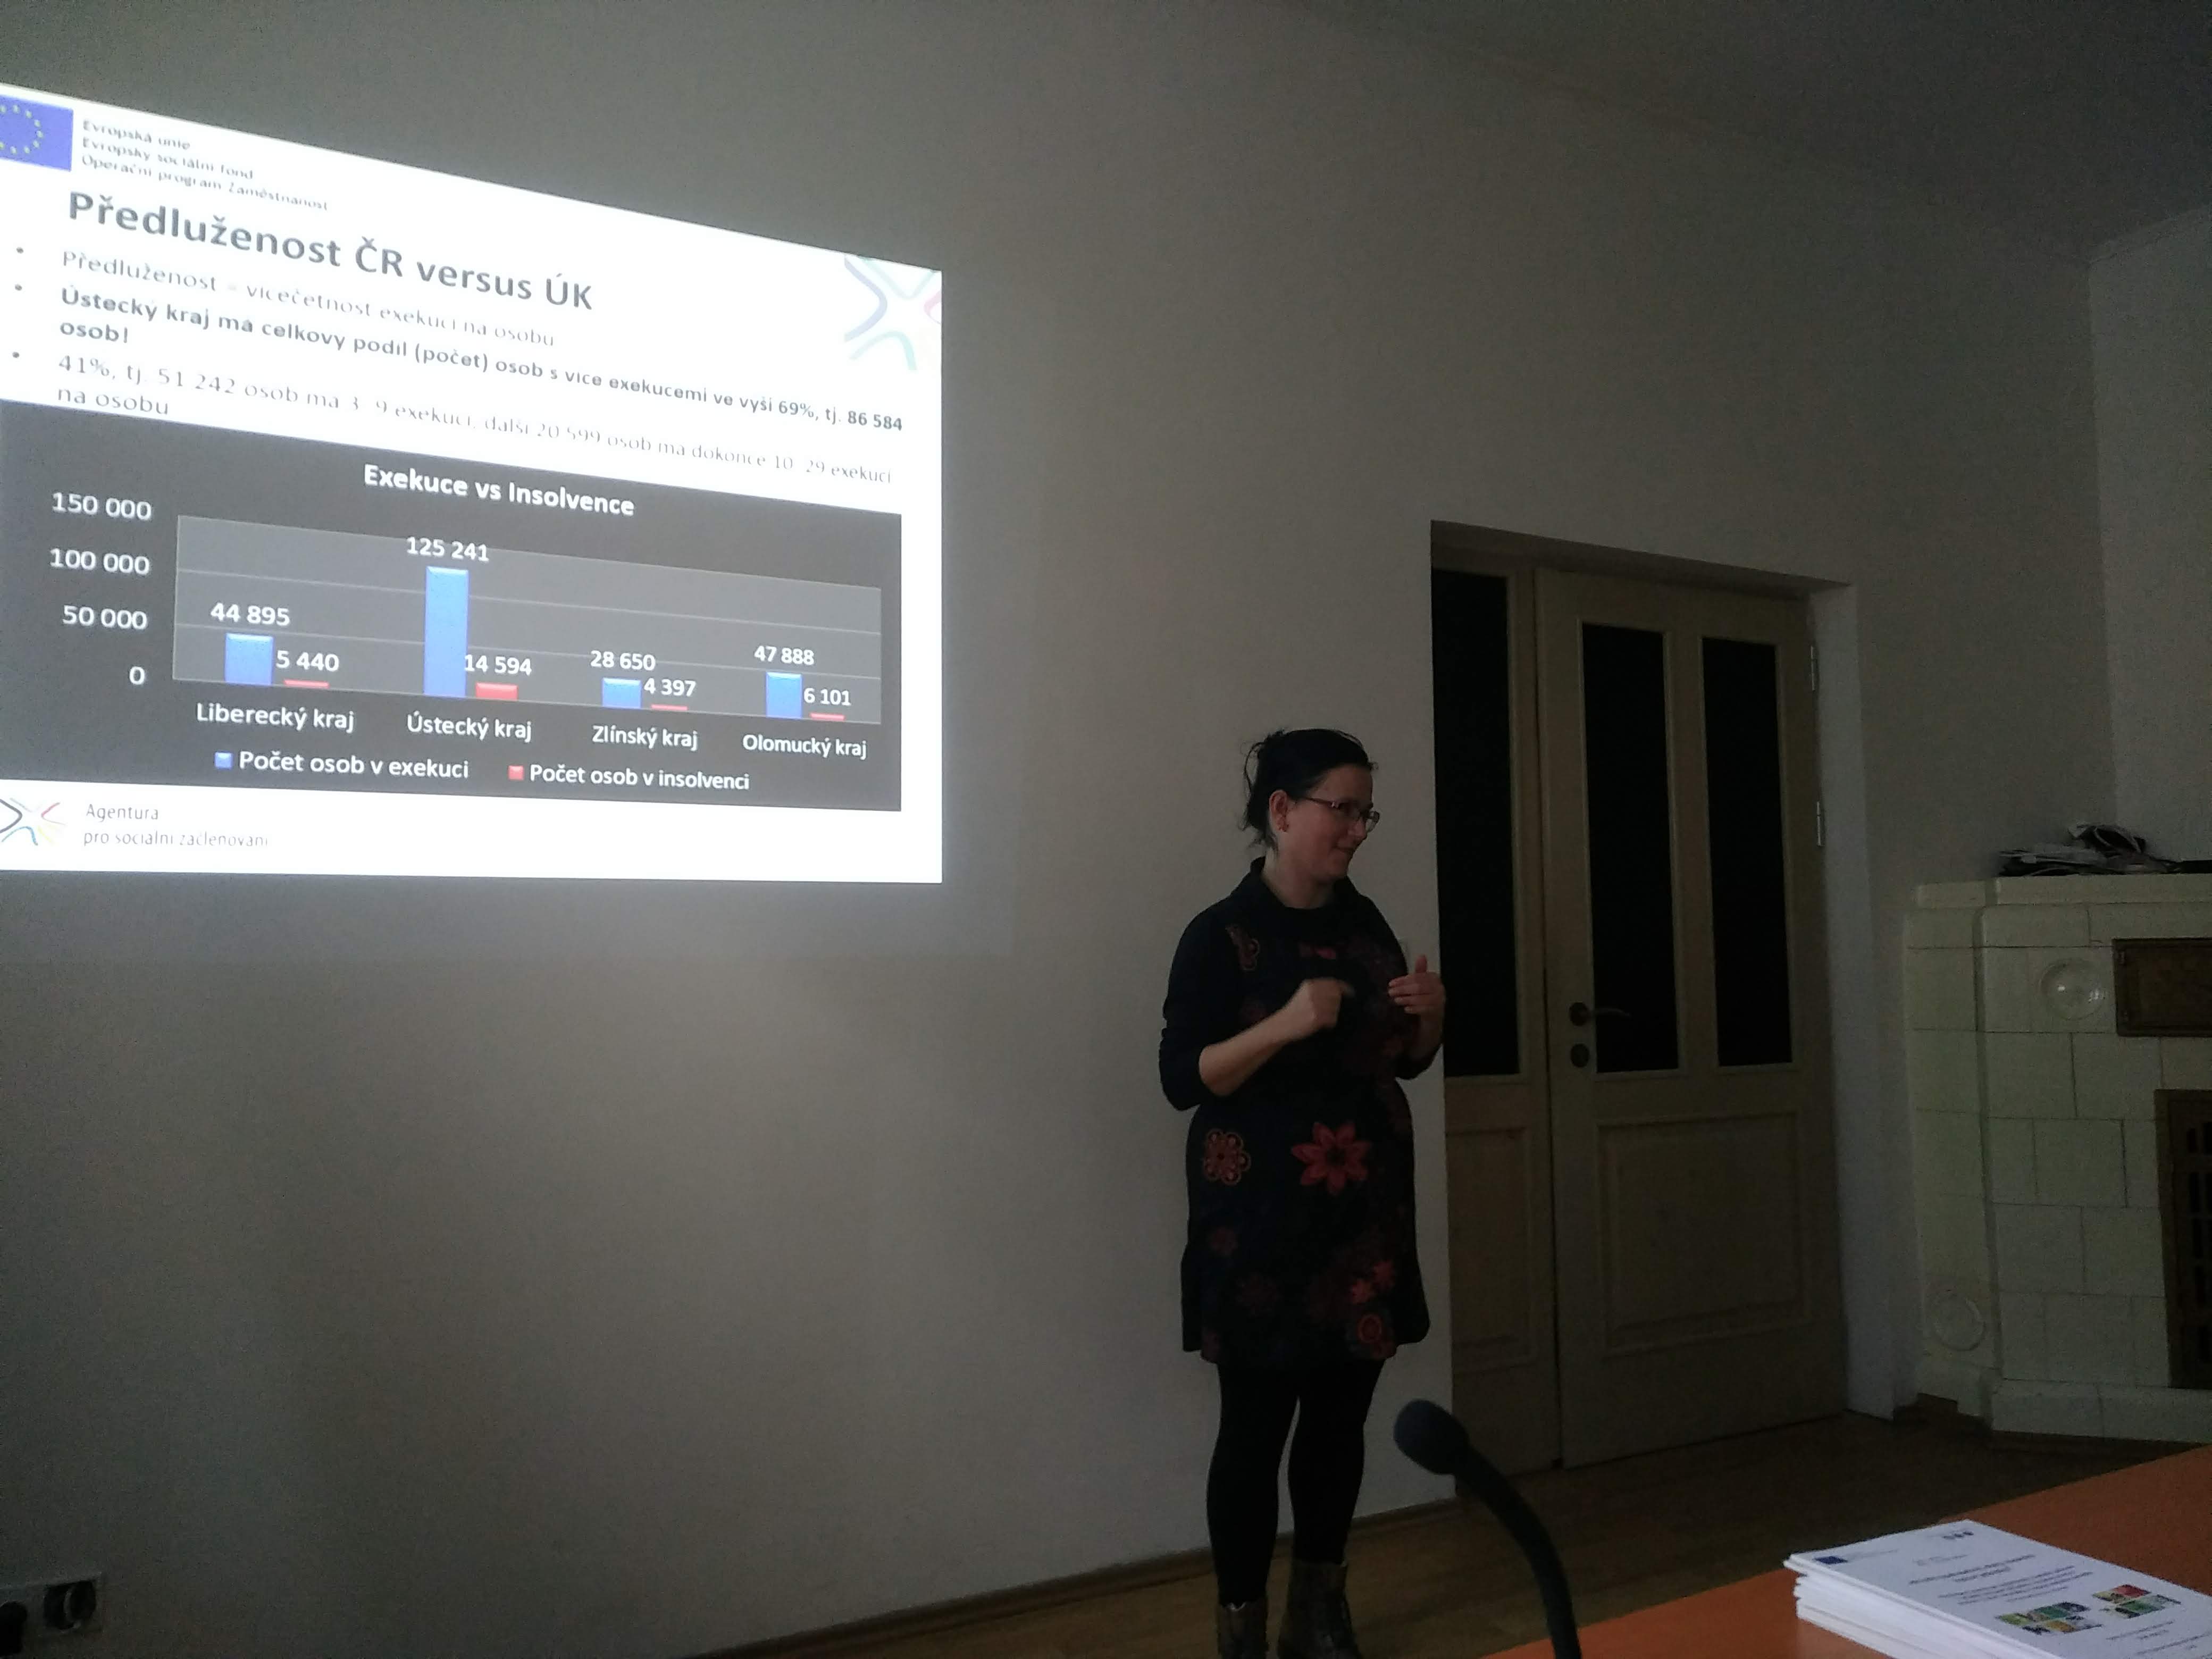 Evropská unie
Evropský sociální fond
Operační program Zaměstnanost
Předluženost ČR versus ÚK
• Předluženost = vícečetnost exekucí na osobu
• Ústecký kraj má celkový podíl (počet) osob s více exekucemi ve výši 69%, tj. 86 584
osob!
• 41%, tj. 51 242 osob má 3 9 exekucí, další 20 599 osob má dokonce 10 29 exekucí
na osobu
Exekuce vs Insolvence
150 000
100 000
50 000
0
44 895
5 440
125 241
14 594
28 650
4 397
47 888
6 101
Liberecký kraj
Ústecký kraj
Zlínský kraj
Olomucký kraj
Počet osob v exekuci
Počet osob v insolvenci
Agentura
pro sociální začleňování